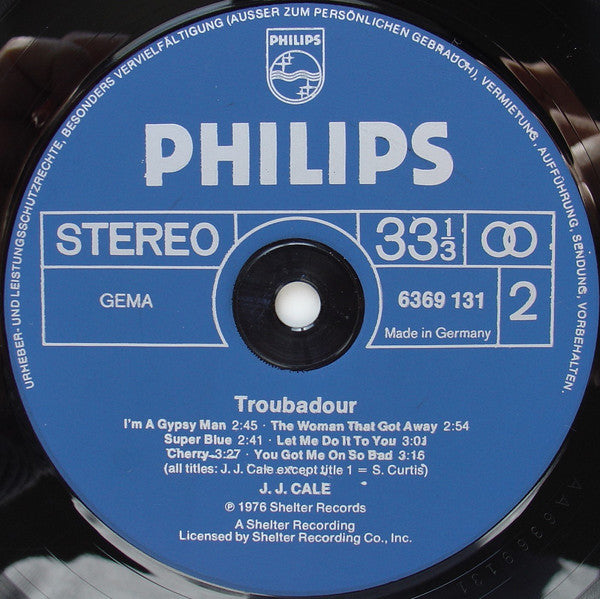 URHEBER- UND LEISTUNGSSCHUTZRECHTE, BESONDERS VERVIELFÄLTIGUNG (AUSSER ZUM PERSÖNLICHEN GEBRAUCH), VERMIETUNG, AUFFÜHRUNG, SENDUNG, VORBEHALTEN.
PHILIPS
PHILIPS
STEREO 33 1/3
GEMA 6369 131 2
Made in Germany
Troubadour
I'm A Gypsy Man 2:45 · The Woman That Got Away 2:54
Super Blue 2:41 · Let Me Do It To You 3:01
Cherry 3:27 · You Got Me On So Bad 3:16
(all titles: J. J. Cale except title 1 = S. Curtis)
J. J. CALE
℗ 1976 Shelter Records
A Shelter Recording
Licensed by Shelter Recording Co., Inc.